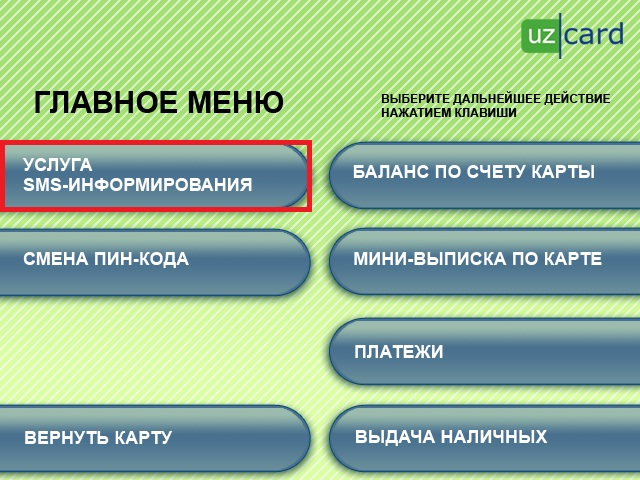 uz card
ГЛАВНОЕ МЕНЮ
ВЫБЕРИТЕ ДАЛЬНЕЙШЕЕ ДЕЙСТВИЕ
НАЖАТИЕМ КЛАВИШИ
УСЛУГА
SMS-ИНФОРМИРОВАНИЯ
БАЛАНС ПО СЧЕТУ КАРТЫ
СМЕНА ПИН-КОДА
МИНИ-ВЫПИСКА ПО КАРТЕ
ПЛАТЕЖИ
ВЕРНУТЬ КАРТУ
ВЫДАЧА НАЛИЧНЫХ